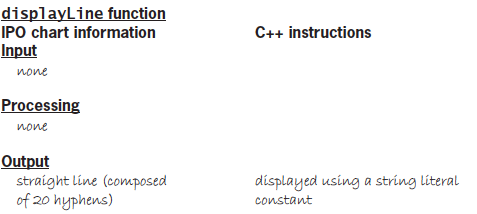 displayLine function
IPO chart information C++ instructions
Input
none
Processing
none
Output
straight line (composed displayed using a string literal
of 20 hyphens) constant